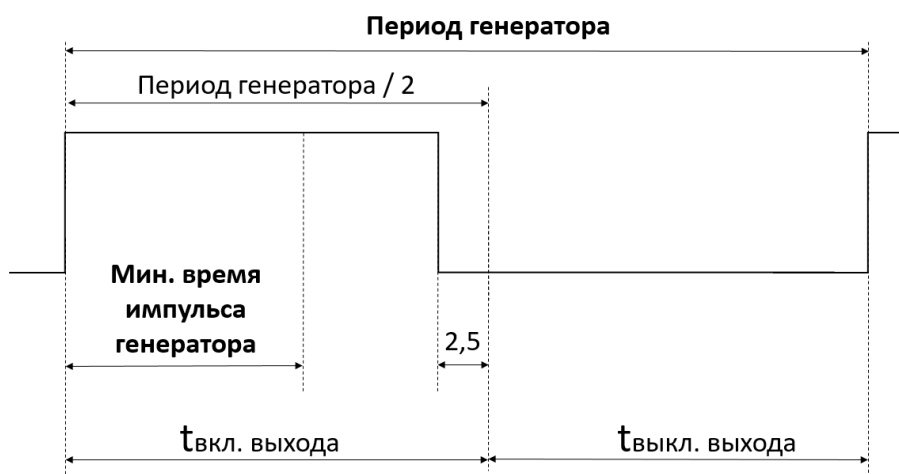 Период генератора
Период генератора / 2
Мин. время
импульса
генератора
2,5
tвкл. выхода
tвыкл. выхода